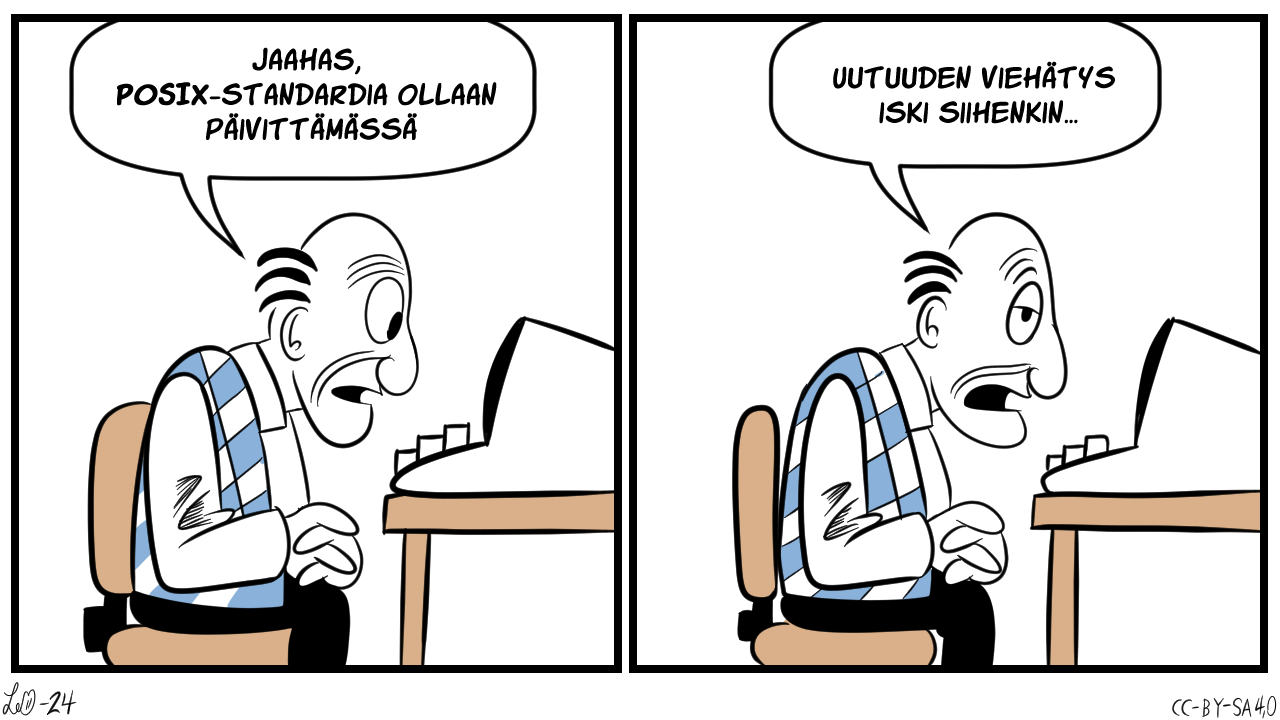 JAAHAS,
POSIX-STANDARDIA OLLAAN
PÄIVITTÄMÄSSÄ
UUTUUDEN VIEHÄTYS
ISKI SIIHENKIN...
-24
CC-BY-SA 4,0